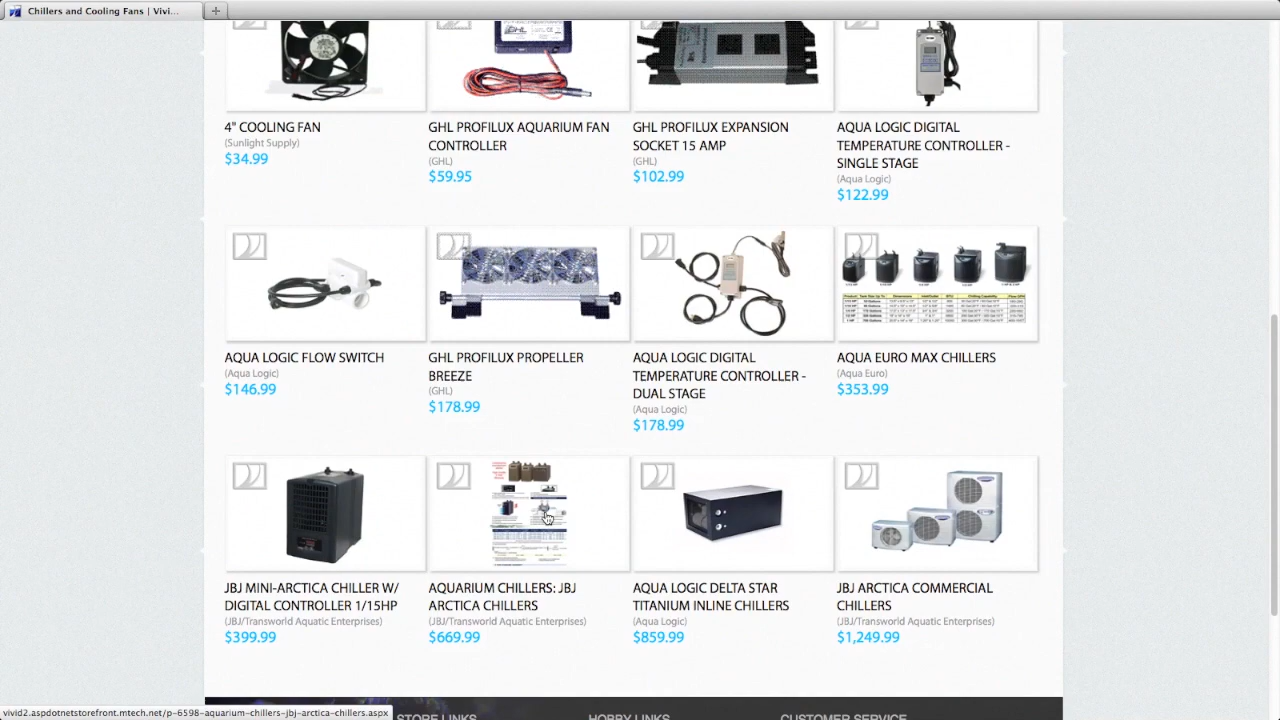 Chillers and Cooling Fans | Vivi...
4" COOLING FAN
(Sunlight Supply)
$34.99
GHL PROFILUX AQUARIUM FAN
CONTROLLER
(GHL)
$59.95
GHL PROFILUX EXPANSION
SOCKET 15 AMP
(GHL)
$102.99
AQUA LOGIC DIGITAL
TEMPERATURE CONTROLLER -
SINGLE STAGE
(Aqua Logic)
$122.99
AQUA LOGIC FLOW SWITCH
(Aqua Logic)
$146.99
GHL PROFILUX PROPELLER
BREEZE
(GHL)
$178.99
AQUA LOGIC DIGITAL
TEMPERATURE CONTROLLER -
DUAL STAGE
(Aqua Logic)
$178.99
AQUA EURO MAX CHILLERS
(Aqua Euro)
$353.99
JBJ MINI-ARCTICA CHILLER W/
DIGITAL CONTROLLER 1/15HP
(JBJ/Transworld Aquatic Enterprises)
$399.99
AQUARIUM CHILLERS: JBJ
ARCTICA CHILLERS
(JBJ/Transworld Aquatic Enterprises)
$669.99
AQUA LOGIC DELTA STAR
TITANIUM INLINE CHILLERS
(Aqua Logic)
$859.99
JBJ ARCTICA COMMERCIAL
CHILLERS
(JBJ/Transworld Aquatic Enterprises)
$1,249.99
STORE LINKS
HOBBY LINKS
CUSTOMER SERVICE
vivid2.aspdotnetstorefront.mtech.net/p-6598-aquarium-chillers-jbj-arctica-chillers.aspx